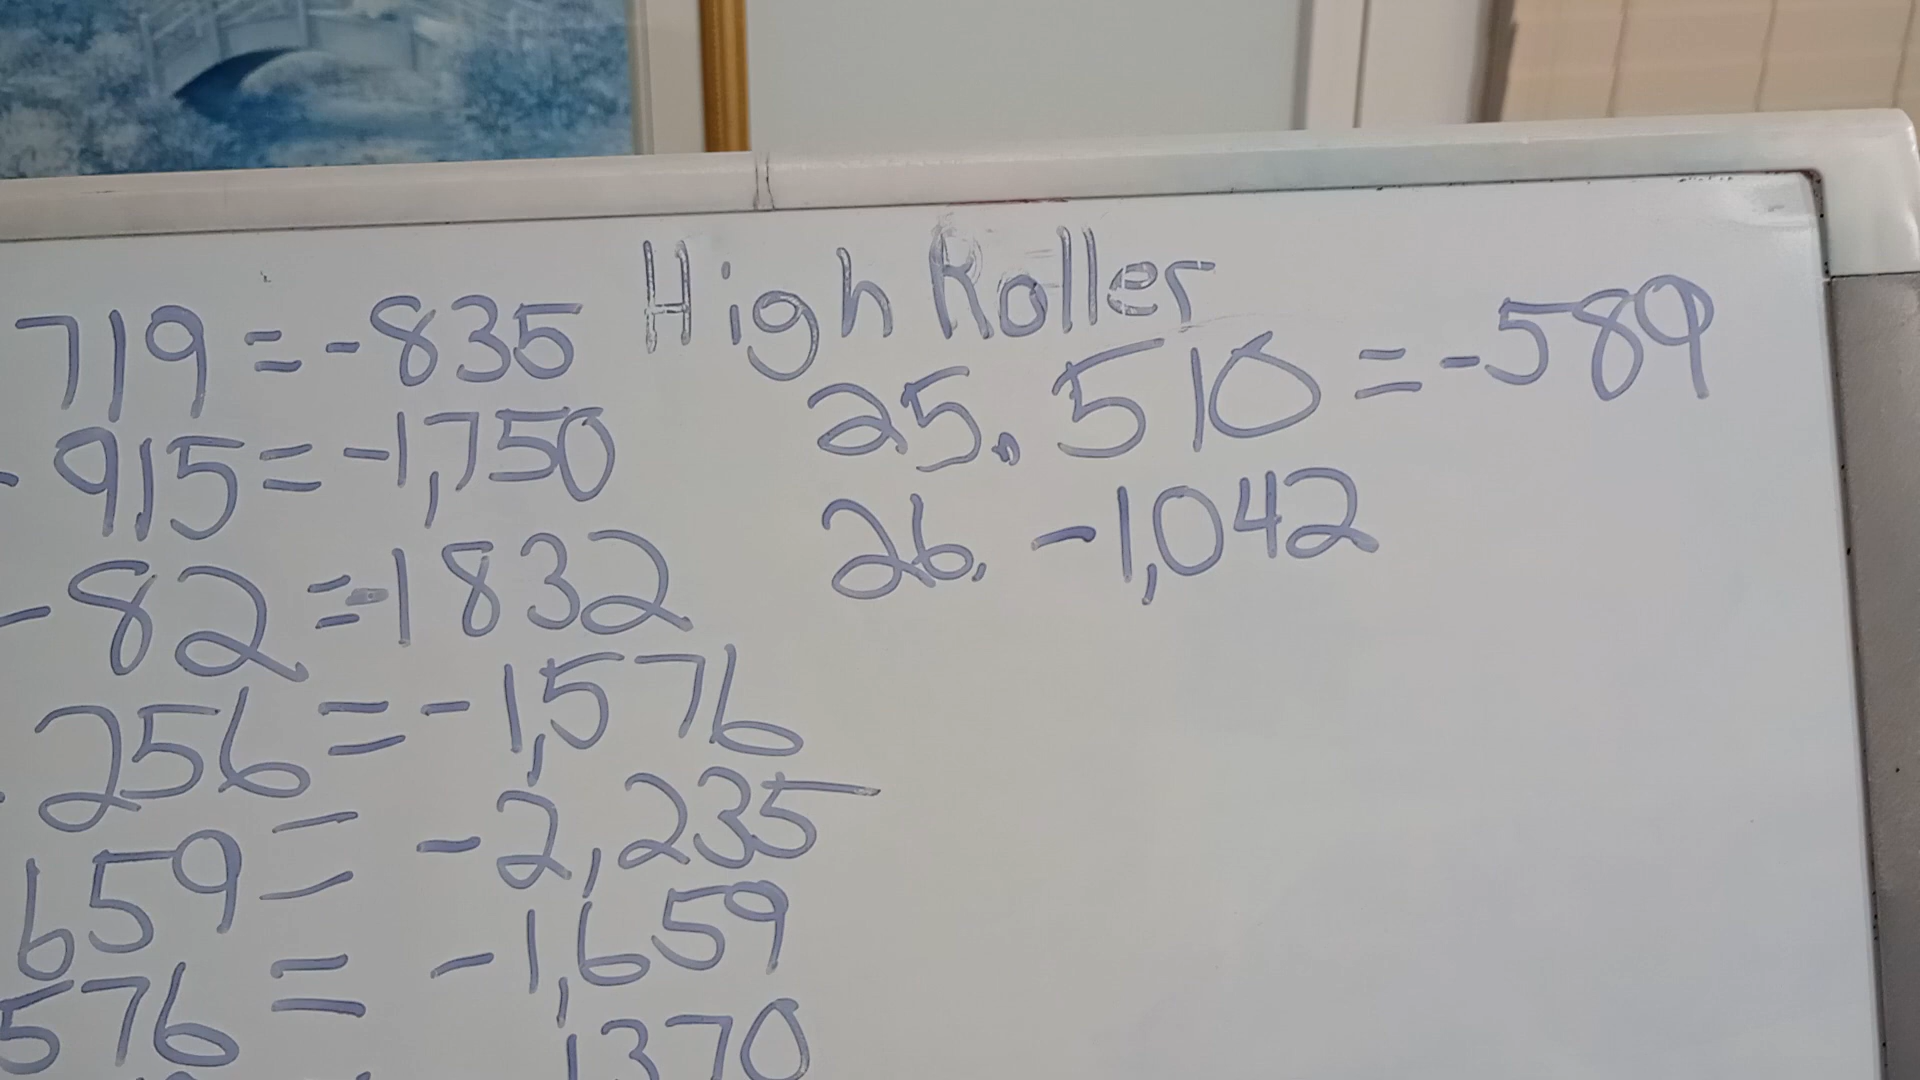 High Roller
719 = -835
- 915 = -1,750
- 82 = -1832
256 = -1,576
659 = -2,235
576 = -1,659
1370
25. 510 = -589
26. -1,042